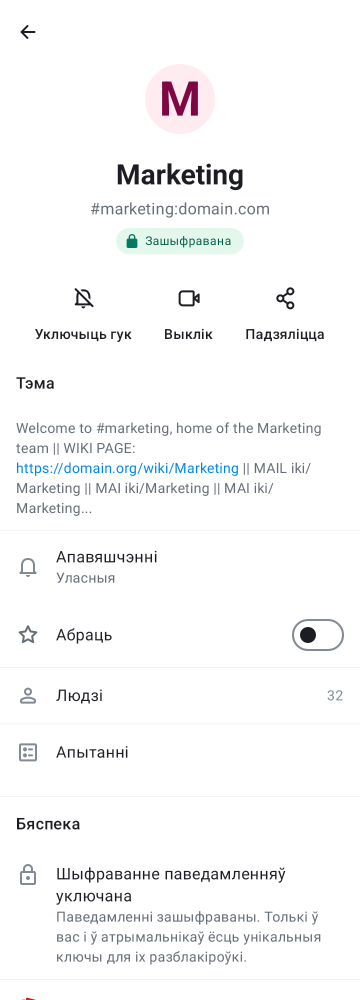 M
Marketing
#marketing:domain.com
Зашыфравана
Уключыць гук
Выклік
Падзяліцца
Тэма
Welcome to #marketing, home of the Marketing
team || WIKI PAGE:
https://domain.org/wiki/Marketing || MAIL iki/
Marketing || MAI iki/Marketing || MAI iki/
Marketing...
Апавяшчэнні
Уласныя
Абраць
Людзі 32
Апытанні
Бяспека
Шыфраванне паведамленняў
уключана
Паведамленні зашыфраваны. Толькі ў
вас і ў атрымальнікаў ёсць унікальныя
ключы для іх разблакіроўкі.